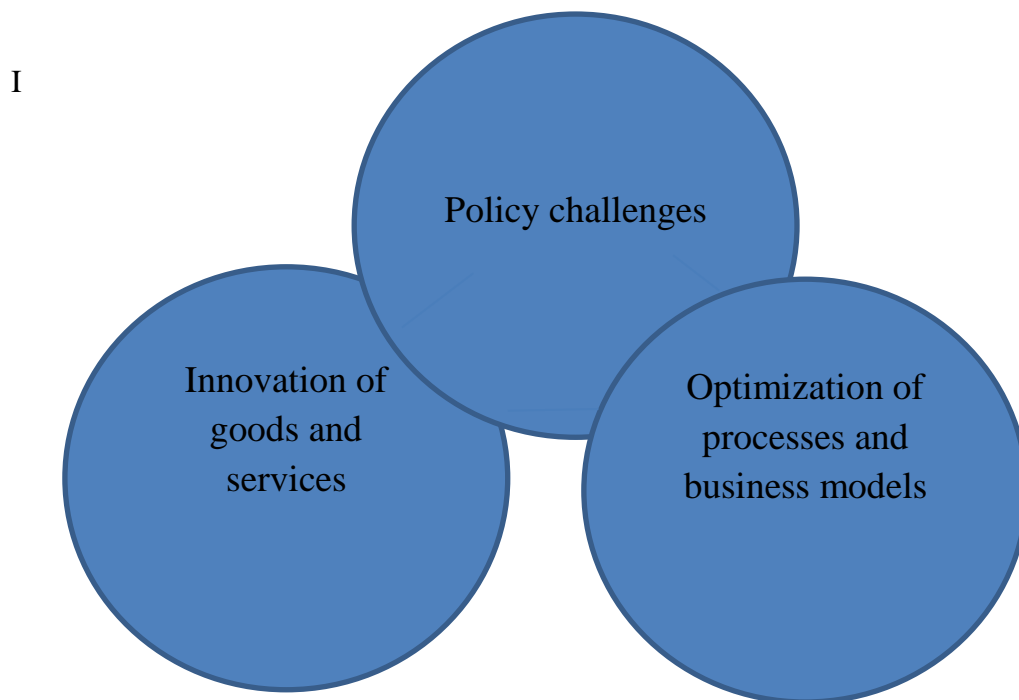 I
Policy challenges
Innovation of
goods and
services
Optimization of
processes and
business models